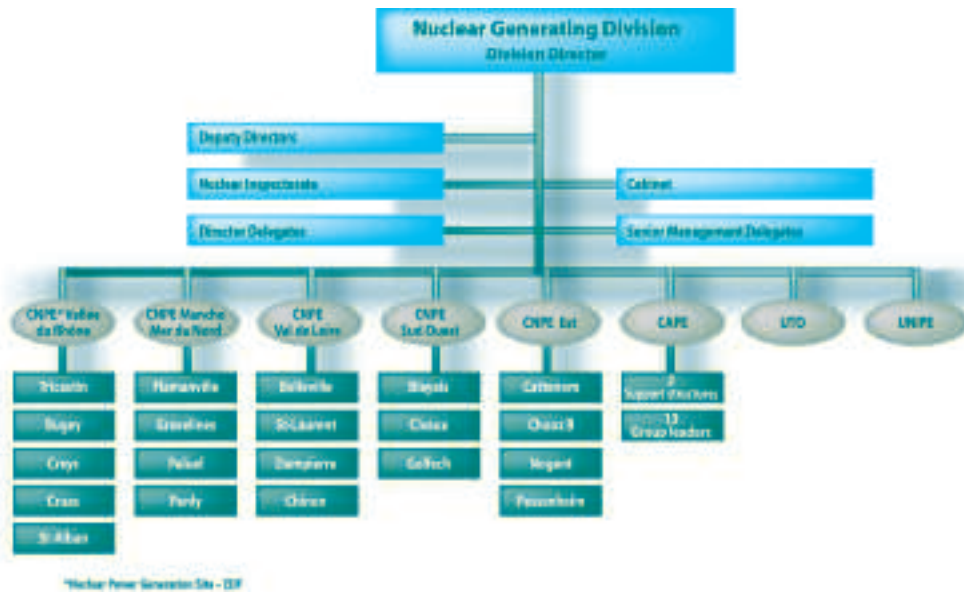 Nuclear Generating Division
Division Director
Deputy Directors
Nuclear Inspectorate
Cabinet
Director Delegates
Senior Management Delegates
CNPE* Vallée
du Rhône
CNPE Manche
Mer du Nord
CNPE
Val de Loire
CNPE
Sud Ouest
CNPE Est
CAPE
UTO
UNIPE
Tricastin
Bugey
Creys
Cruas
St-Alban
Flamanville
Gravelines
Paluel
Penly
Belleville
St-Laurent
Dampierre
Chinon
Blayais
Civaux
Golfech
Cattenom
Chooz B
Nogent
Fessenheim
Support structures
13
Group leaders
*Nuclear Power Generation Site - EDF